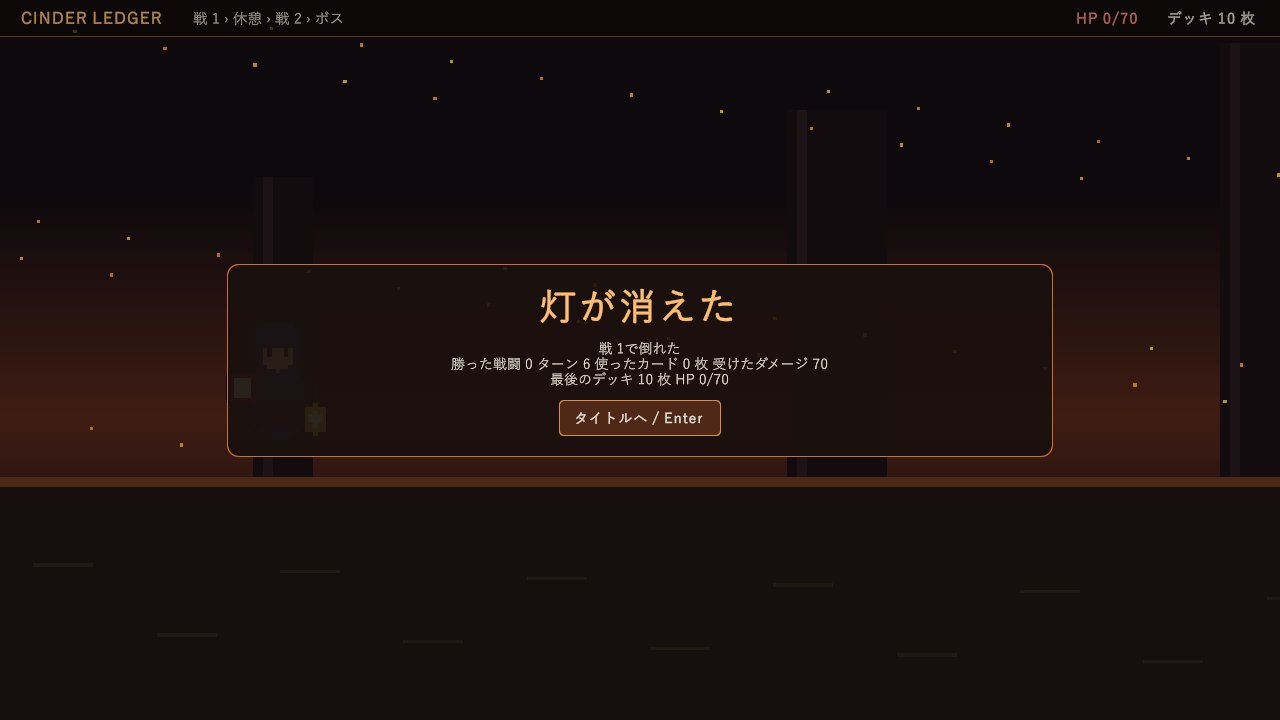 CINDER LEDGER 戦 1 › 休憩 › 戦 2 › ボス HP 0/70 デッキ 10 枚
灯が消えた
戦 1で倒れた
勝った戦闘 0 ターン 6 使ったカード 0 枚 受けたダメージ 70
最後のデッキ 10 枚 HP 0/70
タイトルへ / Enter